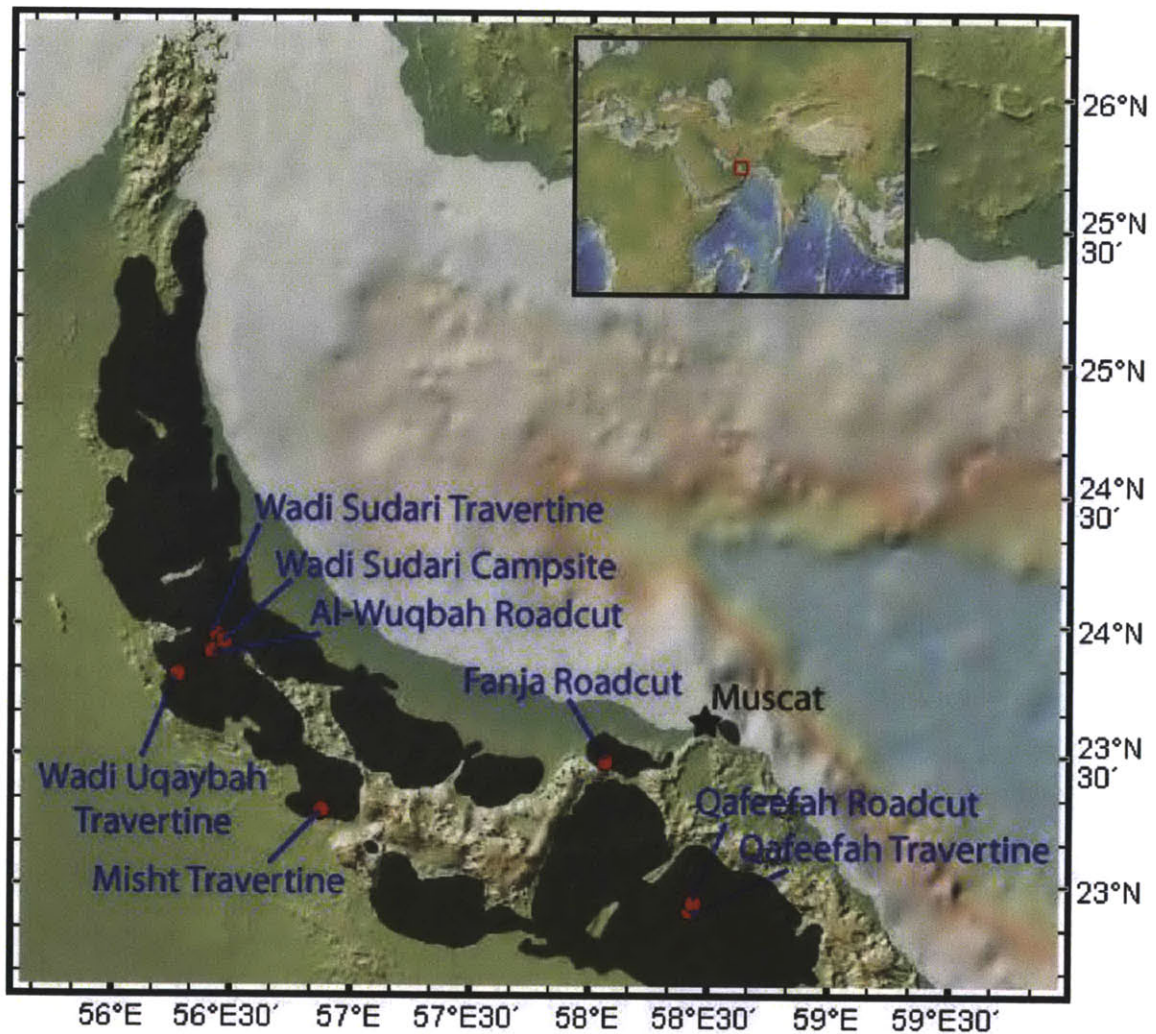 26°N
25°N
30′
25°N
24°N
30′
Wadi Sudari Travertine
Wadi Sudari Campsite
Al-Wuqbah Roadcut
24°N
Fanja Roadcut
Muscat
23°N
30′
Wadi Uqaybah
Travertine
Qafeefah Roadcut
Qafeefah Travertine
Misht Travertine
23°N
56°E 56°E30′ 57°E 57°E30′ 58°E 58°E30′ 59°E 59°E30′